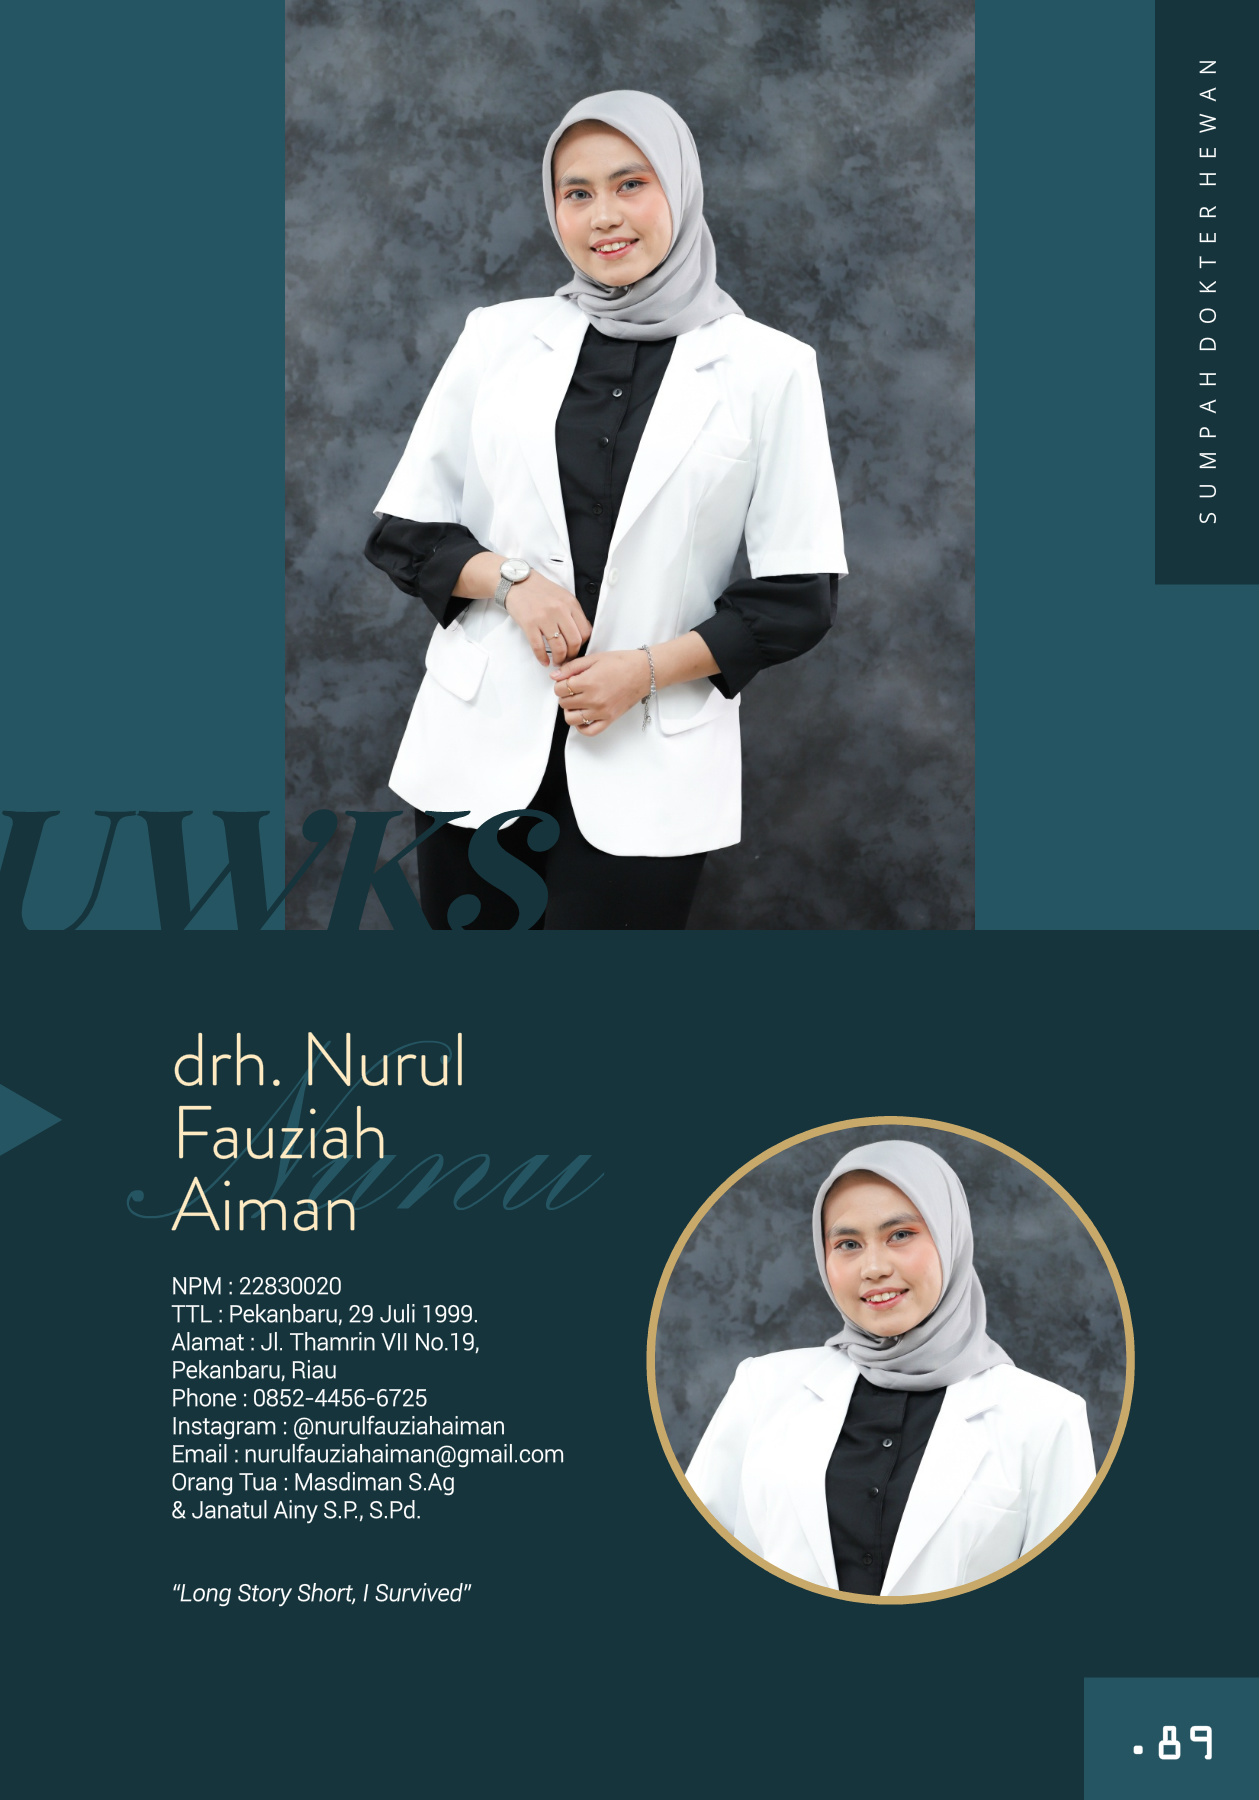 SUMPAH DOKTER HEWAN
UWKS
drh. Nurul
Fauziah
Aiman
Nunu
NPM : 22830020
TTL : Pekanbaru, 29 Juli 1999.
Alamat : Jl. Thamrin VII No.19,
Pekanbaru, Riau
Phone : 0852-4456-6725
Instagram : @nurulfauziahaiman
Email : nurulfauziahaiman@gmail.com
Orang Tua : Masdiman S.Ag
& Janatul Ainy S.P., S.Pd.
“Long Story Short, I Survived”
.89